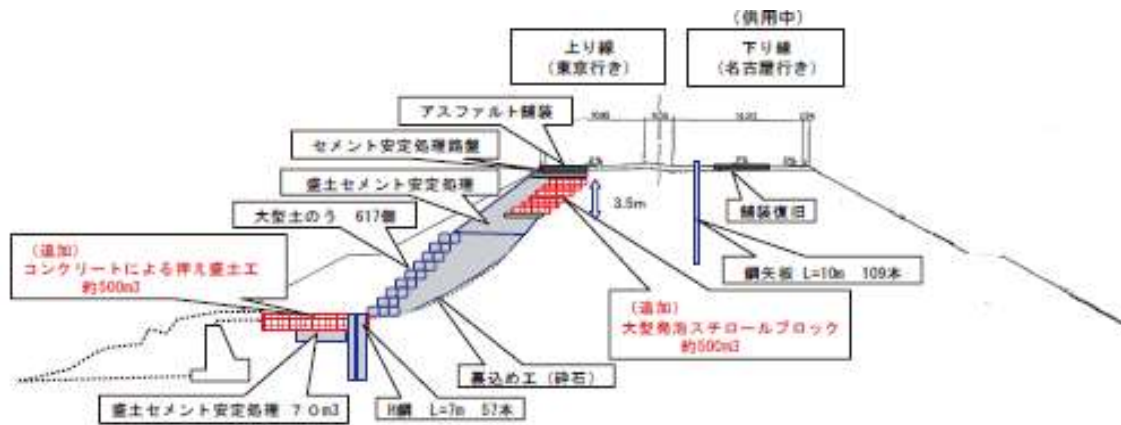 (供用中)
上り線
(東京行き)
下り線
(名古屋行き)
アスファルト舗装
セメント安定処理路盤
盛土セメント安定処理
大型土のう 617個
3.5m
舗装復旧
(追加)
コンクリートによる押え盛土工
約500m3
鋼矢板 L=10m 109本
(追加)
大型発泡スチロールブロック
約500m3
裏込め工(砕石)
盛土セメント安定処理 70m3
H鋼 L=7m 57本